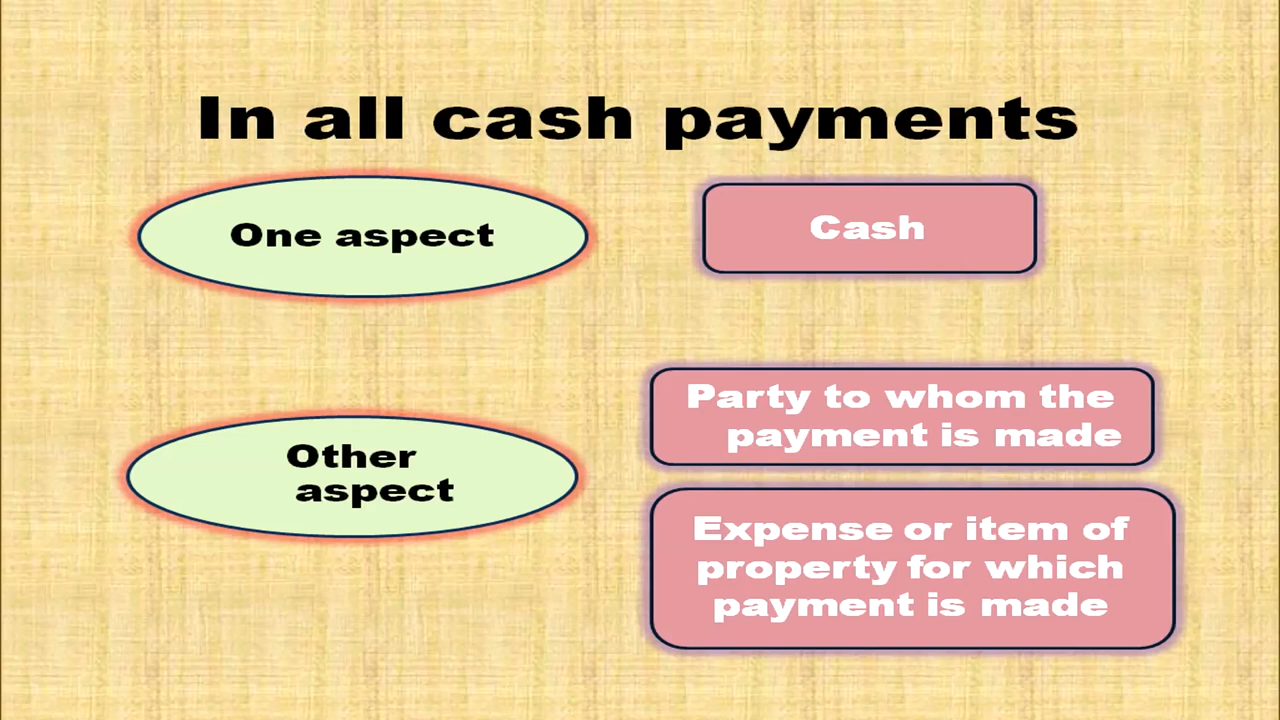 In all cash payments
One aspect
Cash
Other
aspect
Party to whom the
payment is made
Expense or item of
property for which
payment is made